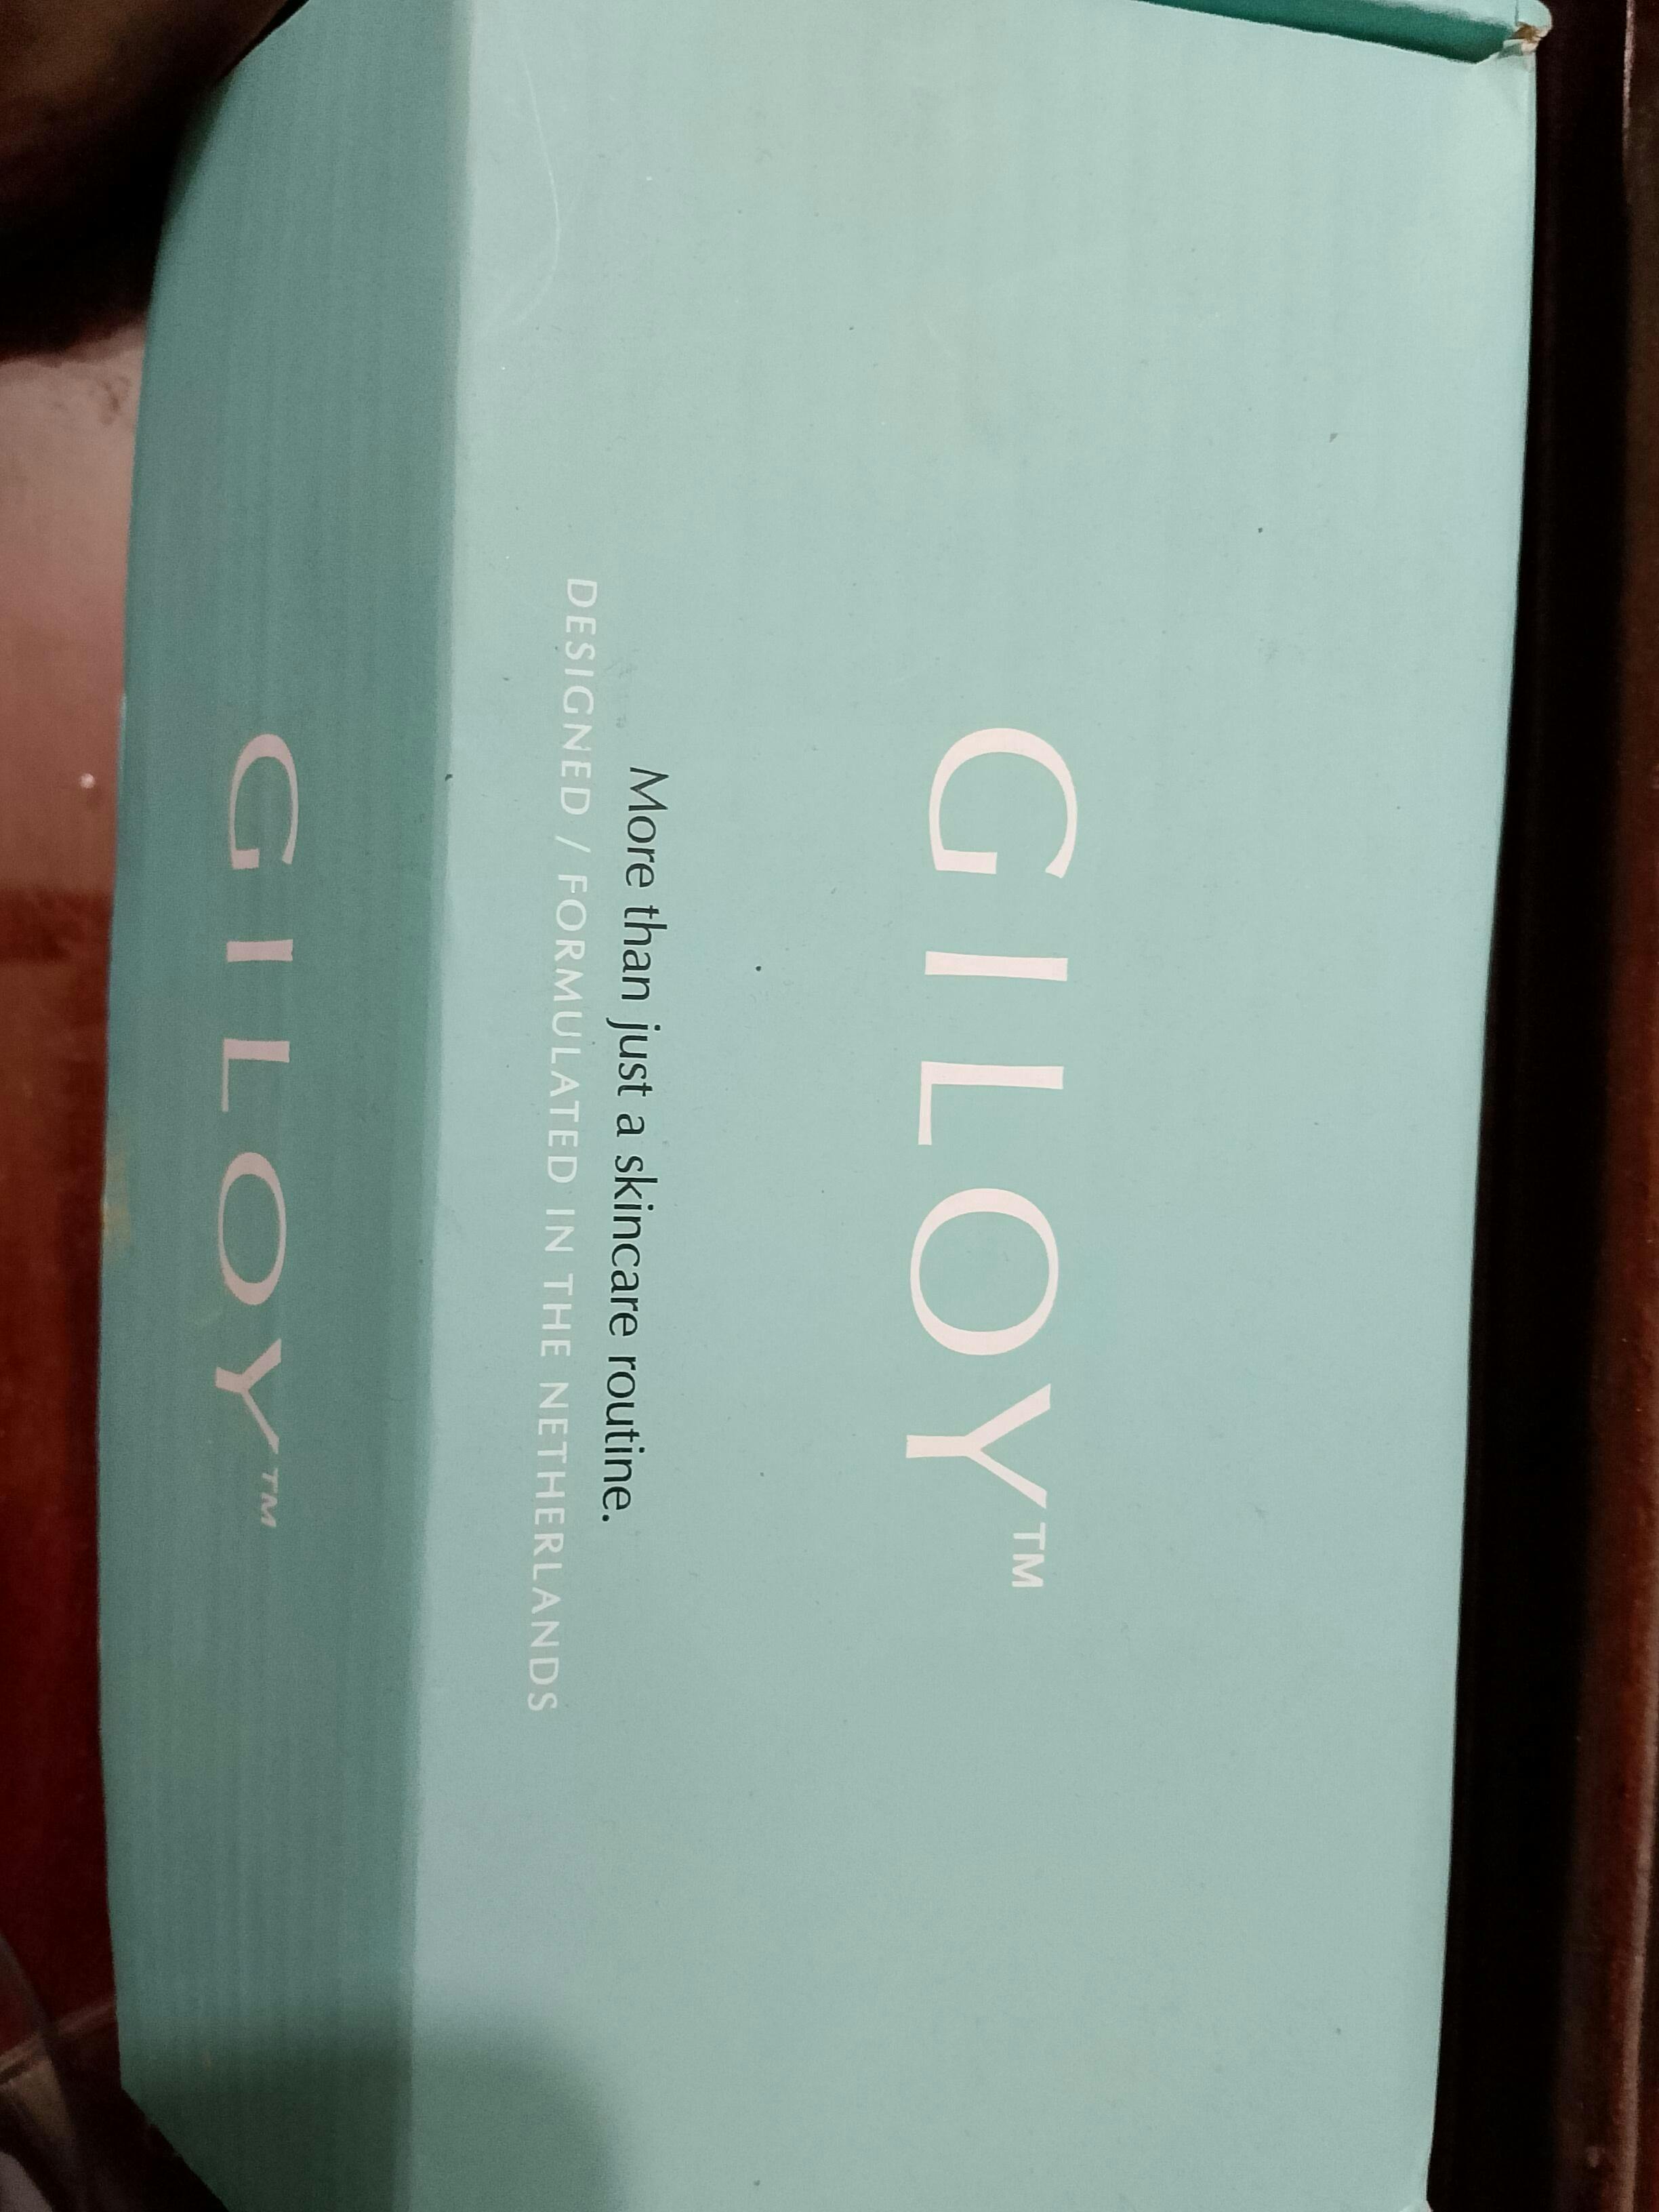 GILOY™
More than just a skincare routine.
DESIGNED / FORMULATED IN THE NETHERLANDS
GILOY™